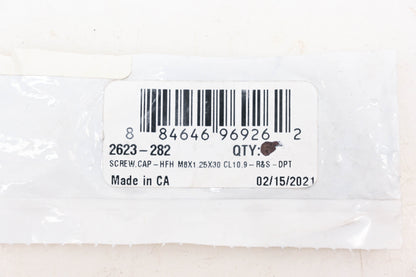 8 84646 96926 2
2623-282 QTY:
SCREW.CAP-HFH M8X1.25X30 CL10.9-R&S-DPT
Made in CA 02/15/2021